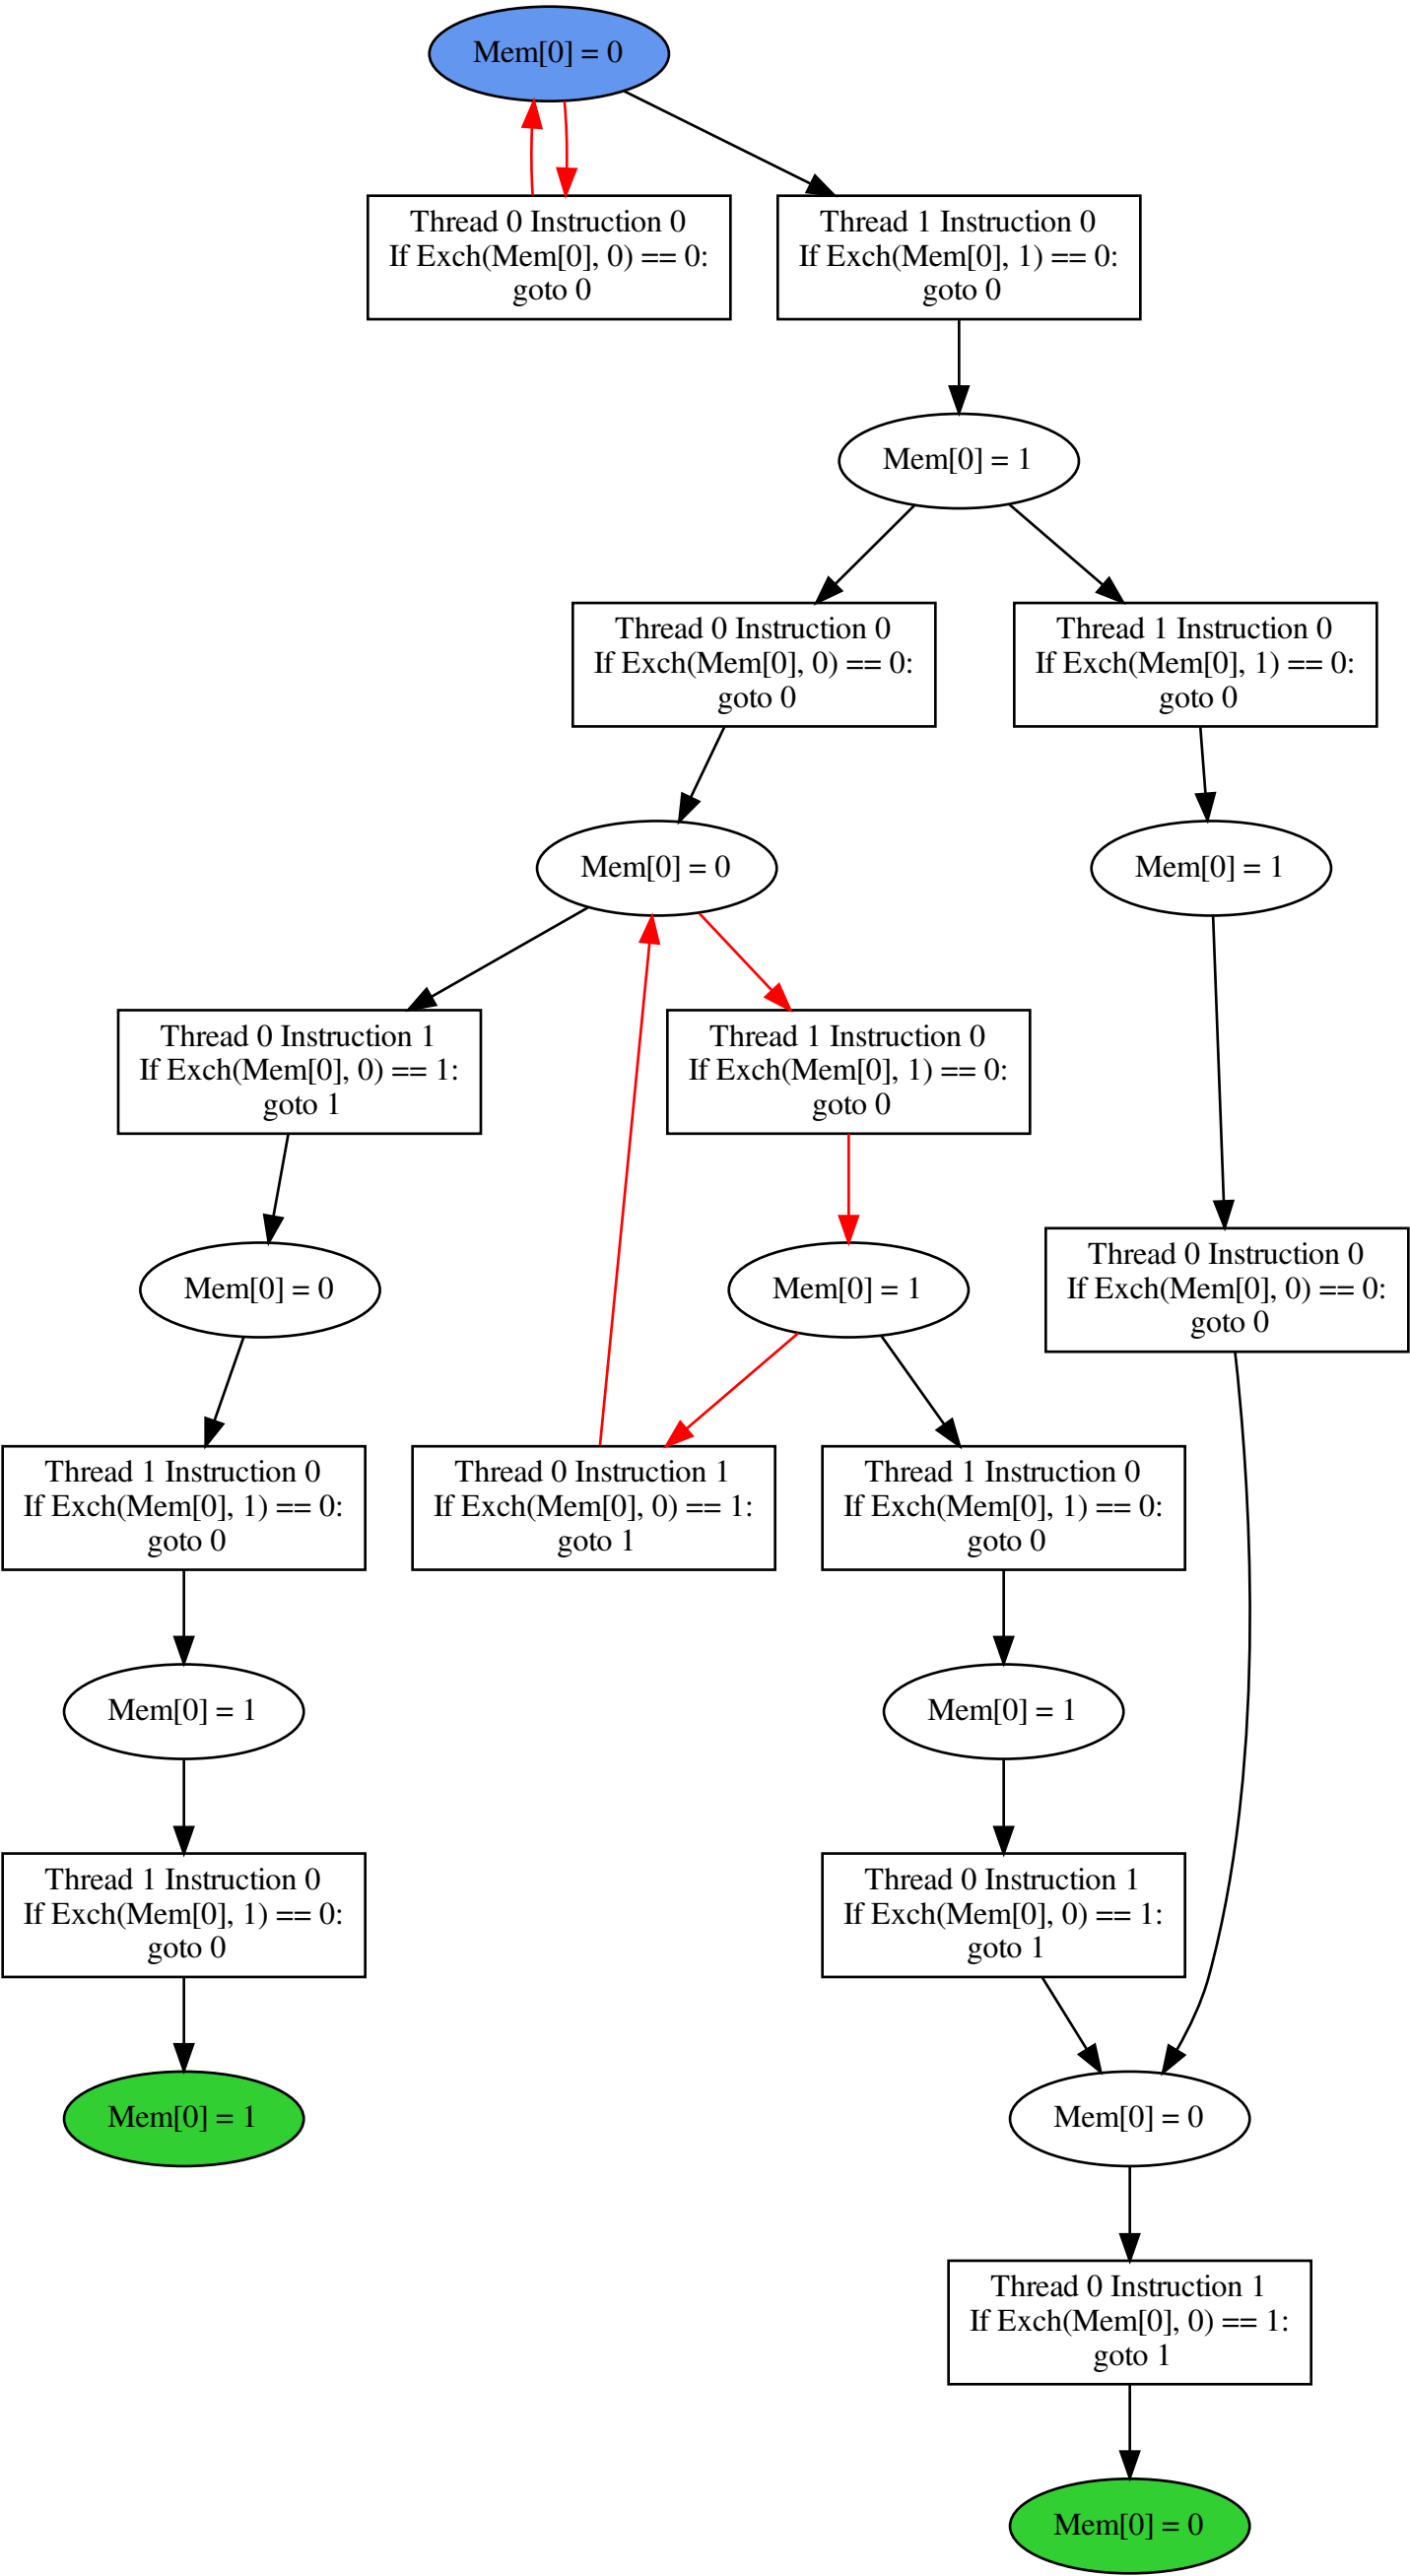 Mem[0] = 0
Thread 0 Instruction 0
If Exch(Mem[0], 0) == 0:
goto 0
Thread 1 Instruction 0
If Exch(Mem[0], 1) == 0:
goto 0
Mem[0] = 1
Thread 0 Instruction 0
If Exch(Mem[0], 0) == 0:
goto 0
Thread 1 Instruction 0
If Exch(Mem[0], 1) == 0:
goto 0
Mem[0] = 0
Mem[0] = 1
Thread 0 Instruction 1
If Exch(Mem[0], 0) == 1:
goto 1
Thread 1 Instruction 0
If Exch(Mem[0], 1) == 0:
goto 0
Mem[0] = 0
Mem[0] = 1
Thread 0 Instruction 0
If Exch(Mem[0], 0) == 0:
goto 0
Thread 1 Instruction 0
If Exch(Mem[0], 1) == 0:
goto 0
Thread 0 Instruction 1
If Exch(Mem[0], 0) == 1:
goto 1
Thread 1 Instruction 0
If Exch(Mem[0], 1) == 0:
goto 0
Mem[0] = 1
Mem[0] = 1
Thread 1 Instruction 0
If Exch(Mem[0], 1) == 0:
goto 0
Thread 0 Instruction 1
If Exch(Mem[0], 0) == 1:
goto 1
Mem[0] = 1
Mem[0] = 0
Thread 0 Instruction 1
If Exch(Mem[0], 0) == 1:
goto 1
Mem[0] = 0